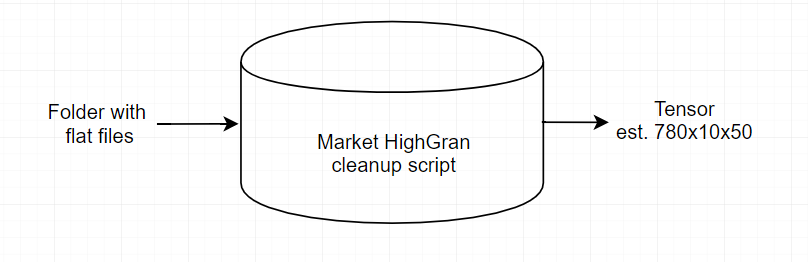 Folder with
flat files
Market HighGran
cleanup script
Tensor
est. 780x10x50